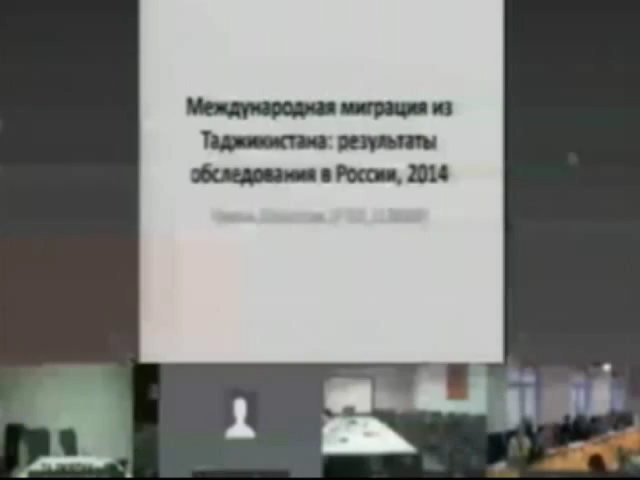 Международная миграция из
Таджикистана: результаты
обследования в России, 2014